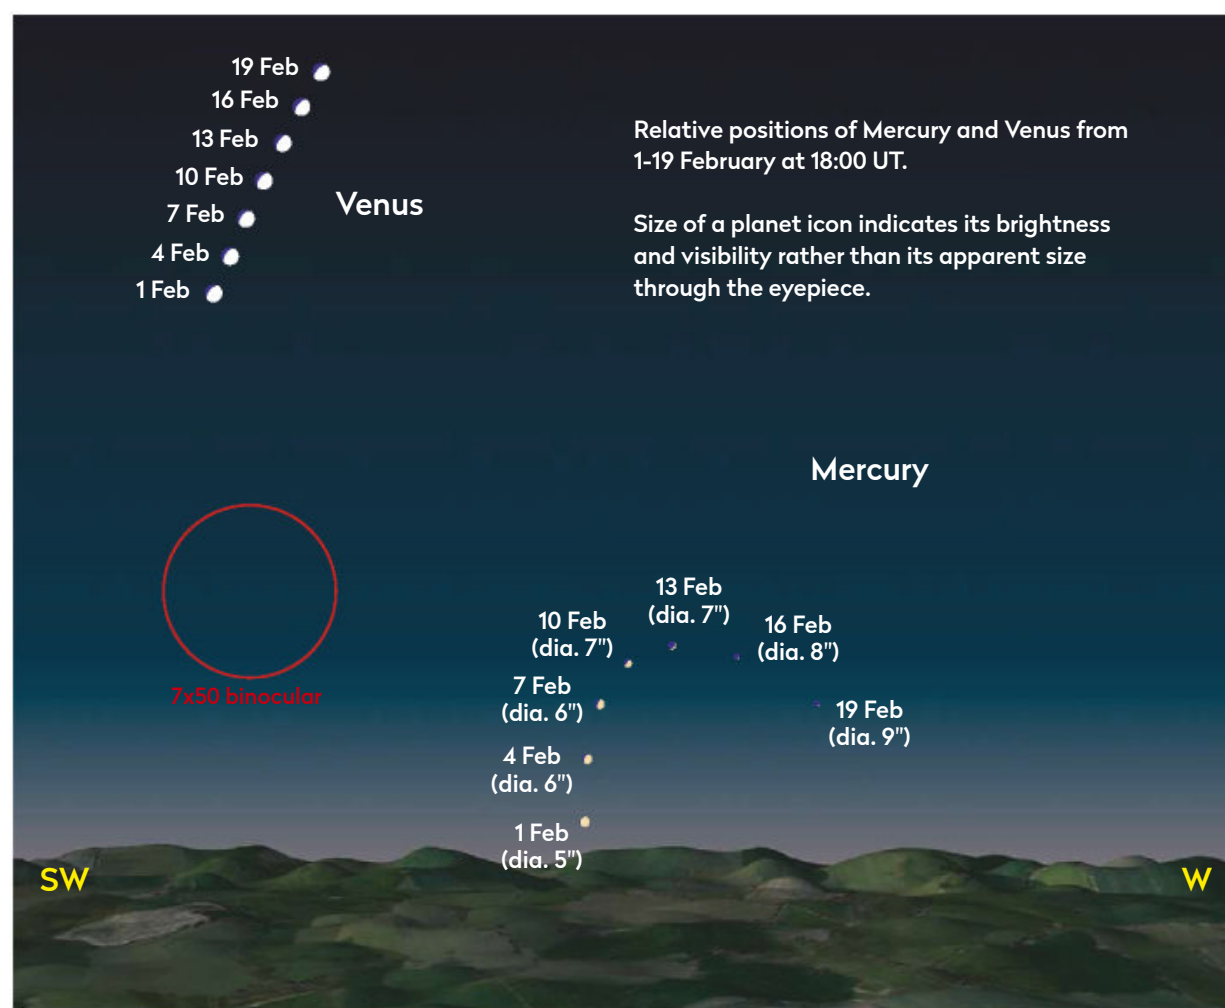 19 Feb
16 Feb
13 Feb
10 Feb
7 Feb
4 Feb
1 Feb
Venus
Relative positions of Mercury and Venus from
1-19 February at 18:00 UT.
Size of a planet icon indicates its brightness
and visibility rather than its apparent size
through the eyepiece.
Mercury
7x50 binocular
13 Feb
(dia. 7")
10 Feb
(dia. 7")
16 Feb
(dia. 8")
7 Feb
(dia. 6")
19 Feb
(dia. 9")
4 Feb
(dia. 6")
1 Feb
(dia. 5")
SW
W